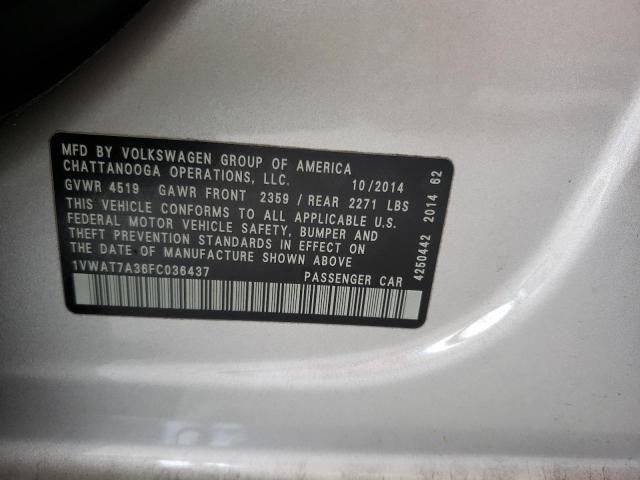 MFD BY VOLKSWAGEN GROUP OF AMERICA
CHATTANOOGA OPERATIONS, LLC. 10/2014
GVWR 4519 GAWR FRONT 2359 / REAR 2271 LBS
THIS VEHICLE CONFORMS TO ALL APPLICABLE U.S.
FEDERAL MOTOR VEHICLE SAFETY, BUMPER AND
THEFT PREVENTION STANDARDS IN EFFECT ON
THE DATE OF MANUFACTURE SHOWN ABOVE
1VWAT7A36FC036437 PASSENGER CAR
4250442 2014 62